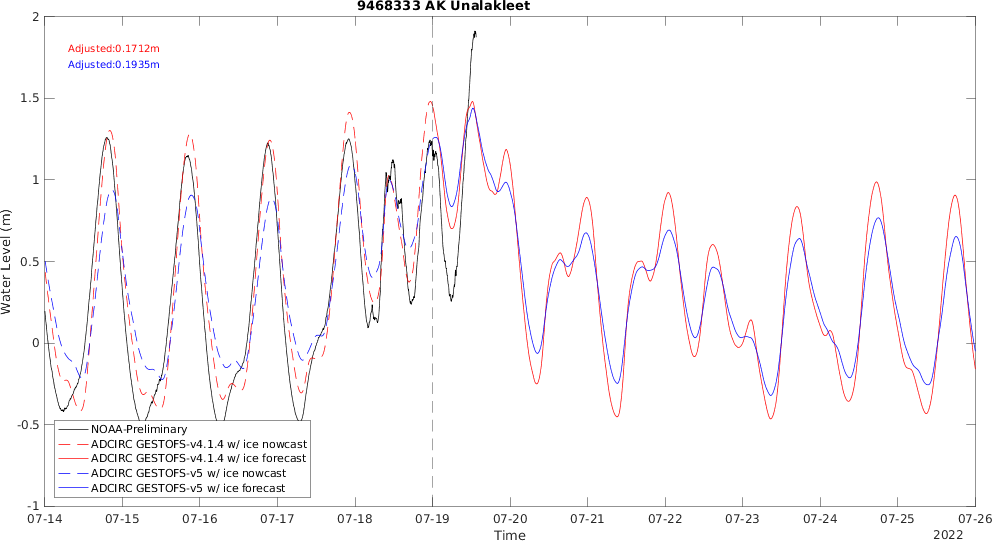 9468333 AK Unalakleet
Adjusted:0.1712m
Adjusted:0.1935m
Water Level (m)
2
1.5
1
0.5
0
-0.5
-1
NOAA-Preliminary
ADCIRC GESTOFS-v4.1.4 w/ ice nowcast
ADCIRC GESTOFS-v4.1.4 w/ ice forecast
ADCIRC GESTOFS-v5 w/ ice nowcast
ADCIRC GESTOFS-v5 w/ ice forecast
07-14 07-15 07-16 07-17 07-18 07-19 07-20 07-21 07-22 07-23 07-24 07-25 07-26
Time
2022